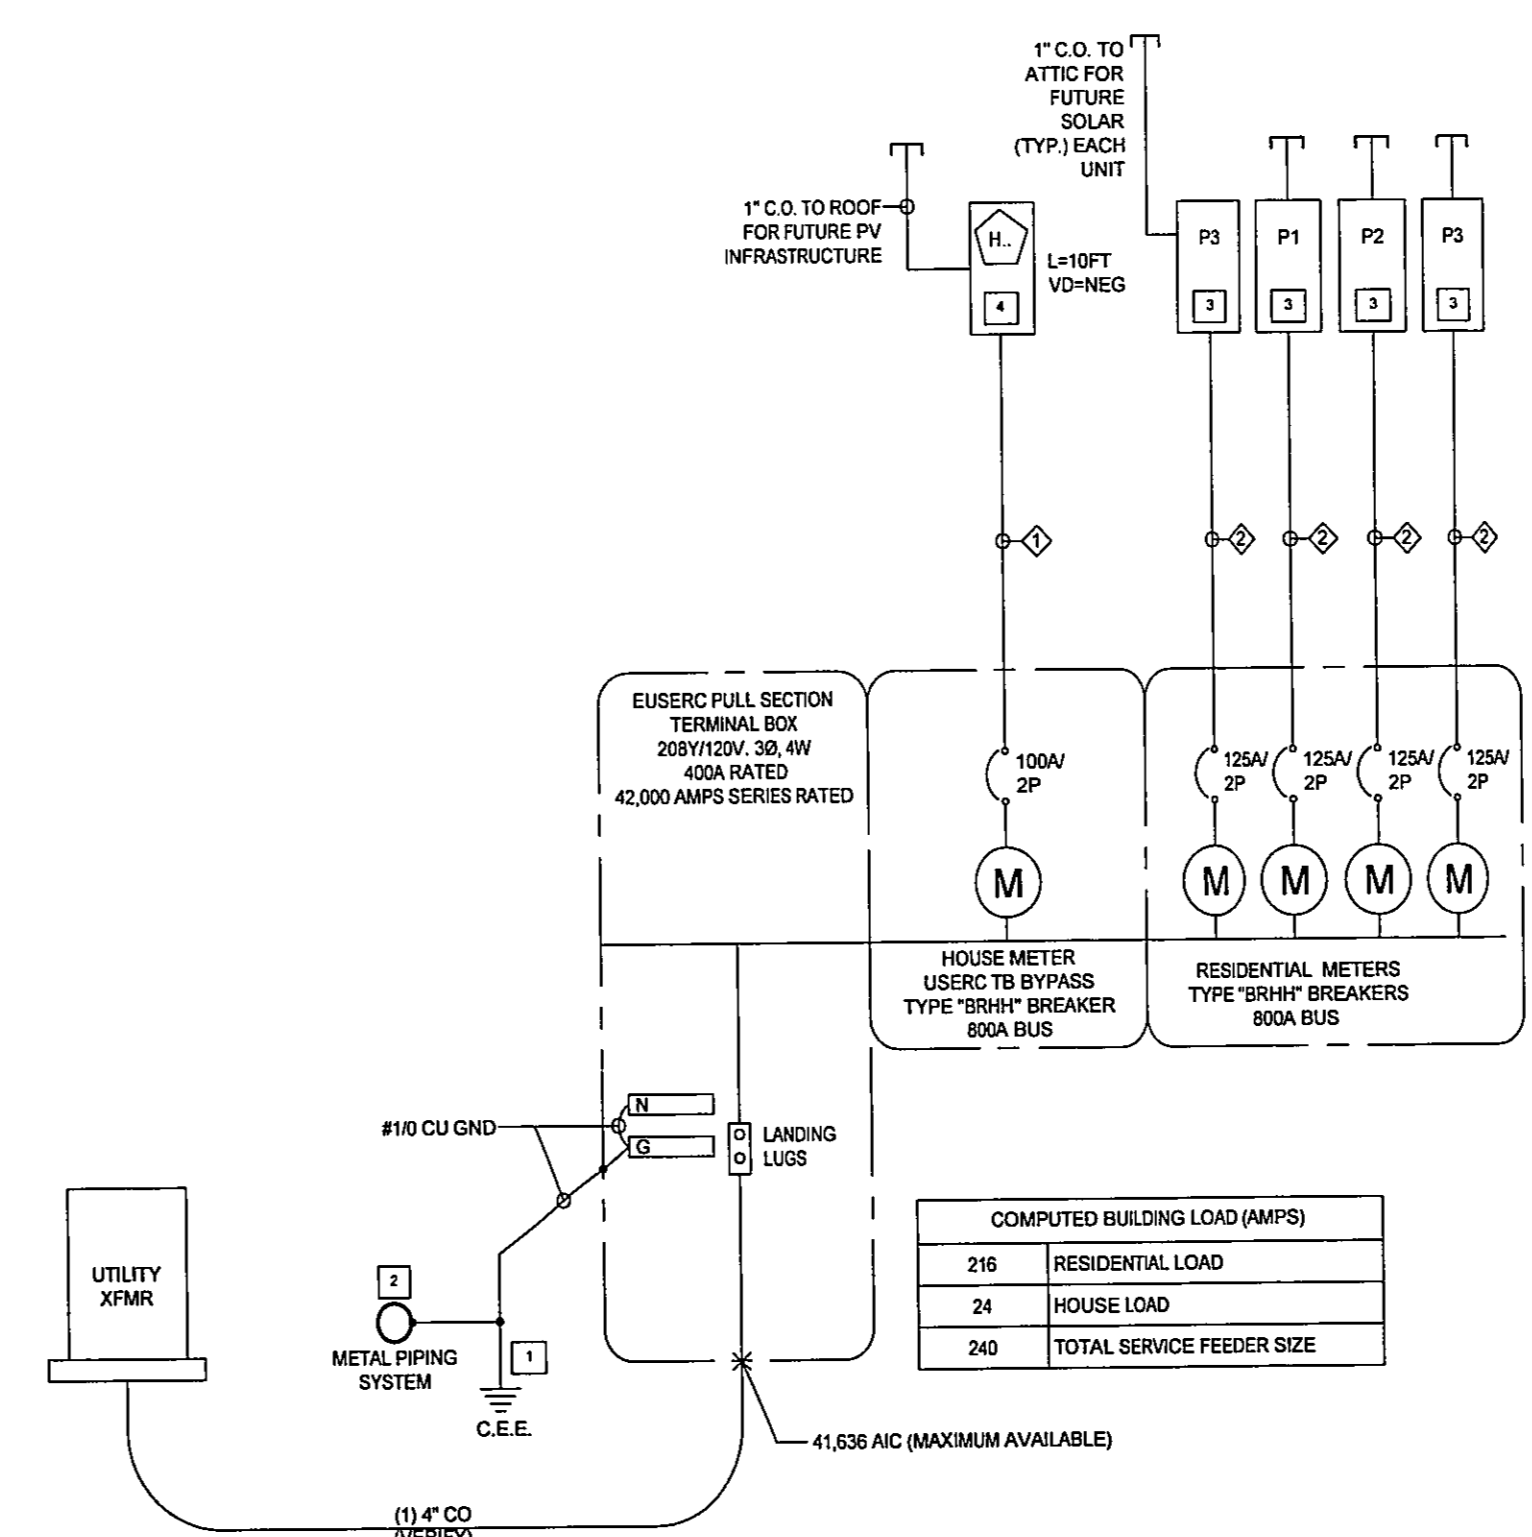 1" C.O. TO
ATTIC FOR
FUTURE
SOLAR
(TYP.) EACH
UNIT
1" C.O. TO ROOF
FOR FUTURE PV
INFRASTRUCTURE
H..
4
L=10FT
VD=NEG
P3
3
P1
3
P2
3
P3
3
1
2
2
2
2
EUSERC PULL SECTION
TERMINAL BOX
208Y/120V. 3Ø, 4W
400A RATED
42,000 AMPS SERIES RATED
100A/
2P
125A/
2P
125A/
2P
125A/
2P
125A/
2P
M
M
M
M
M
HOUSE METER
USERC TB BYPASS
TYPE "BRHH" BREAKER
800A BUS
RESIDENTIAL METERS
TYPE "BRHH" BREAKERS
800A BUS
#1/0 CU GND
N
G
LANDING
LUGS
UTILITY
XFMR
2
METAL PIPING
SYSTEM
1
C.E.E.
COMPUTED BUILDING LOAD (AMPS)
216 RESIDENTIAL LOAD
24 HOUSE LOAD
240 TOTAL SERVICE FEEDER SIZE
41,636 AIC (MAXIMUM AVAILABLE)
(1) 4" CO
(VERIFY)